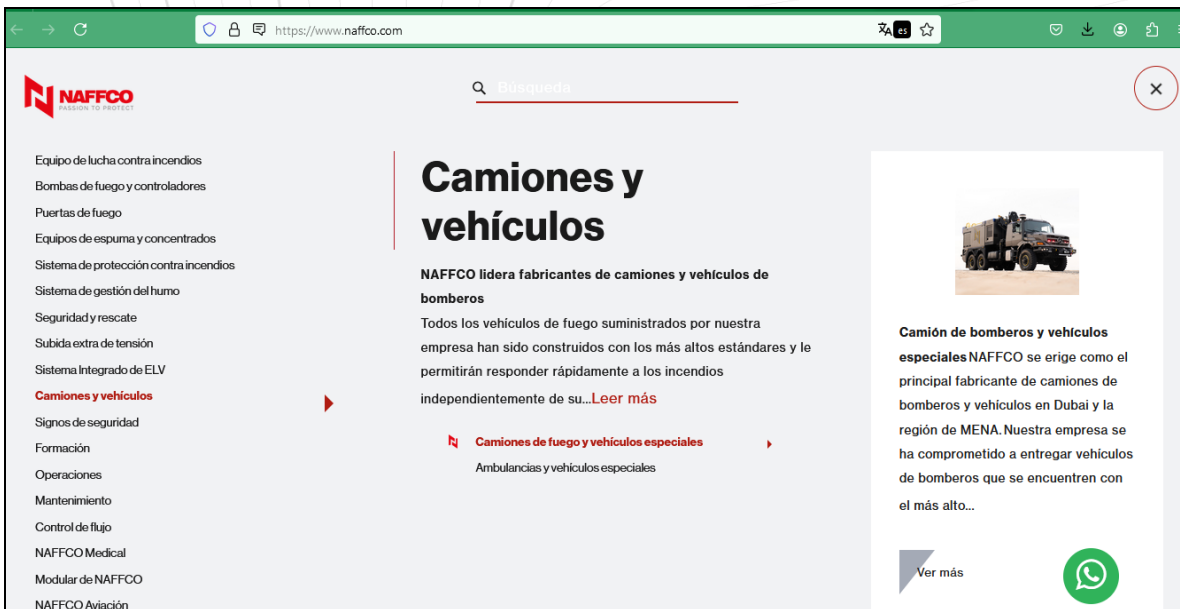 https://www.naffco.com
es
NAFFCO
PASSION TO PROTECT
Búsqueda
Equipo de lucha contra incendios
Bombas de fuego y controladores
Puertas de fuego
Equipos de espuma y concentrados
Sistema de protección contra incendios
Sistema de gestión del humo
Seguridad y rescate
Subida extra de tensión
Sistema Integrado de ELV
Camiones y vehículos
Signos de seguridad
Formación
Operaciones
Mantenimiento
Control de flujo
NAFFCO Medical
Modular de NAFFCO
NAFFCO Aviación
Camiones y
vehículos
NAFFCO lidera fabricantes de camiones y vehículos de
bomberos
Todos los vehículos de fuego suministrados por nuestra
empresa han sido construidos con los más altos estándares y le
permitirán responder rápidamente a los incendios
independientemente de su...Leer más
Camiones de fuego y vehículos especiales
Ambulancias y vehículos especiales
Camión de bomberos y vehículos
especiales NAFFCO se erige como el
principal fabricante de camiones de
bomberos y vehículos en Dubai y la
región de MENA. Nuestra empresa se
ha comprometido a entregar vehículos
de bomberos que se encuentren con
el más alto...
Ver más